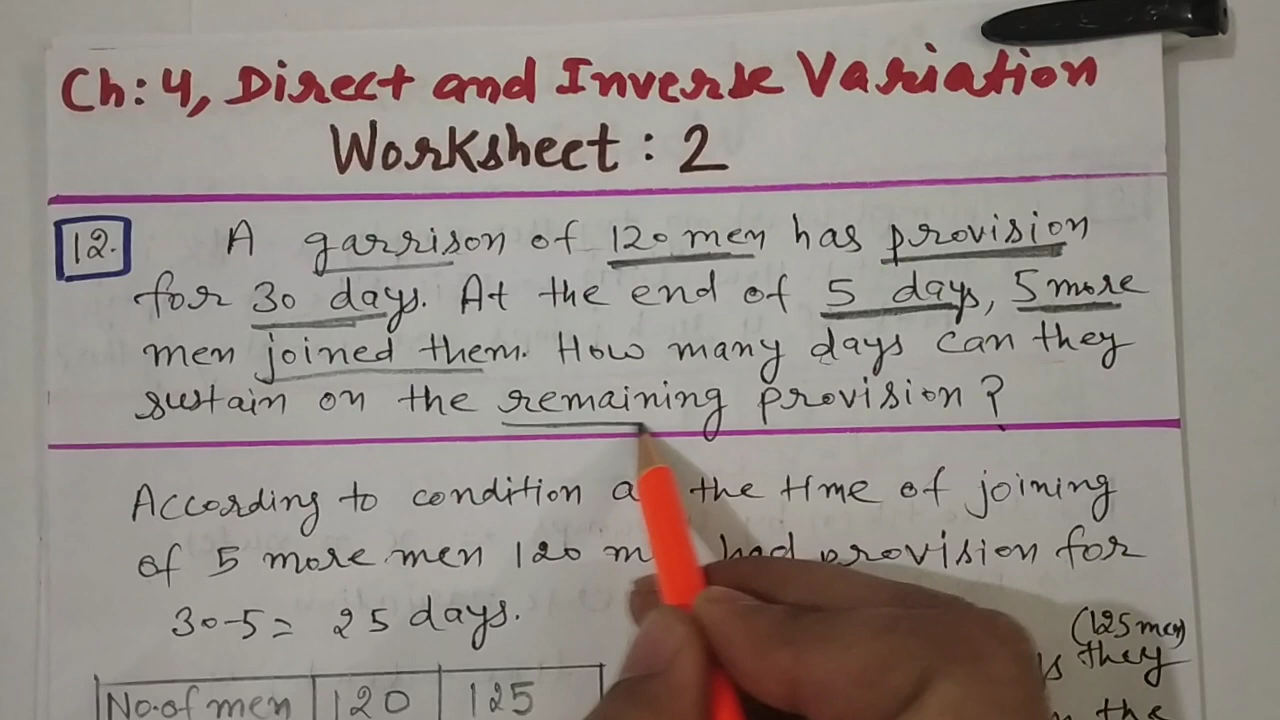 Ch: 4, Direct and Inverse Variation
Worksheet : 2
12. A garrison of 120 men has provision
for 30 days. At the end of 5 days, 5 more
men joined them. How many days can they
sustain on the remaining provision?
According to condition the time of joining
of 5 more men 120 had provision for
30-5 = 25 days.
(125 men)
they
No. of men 120 125
the